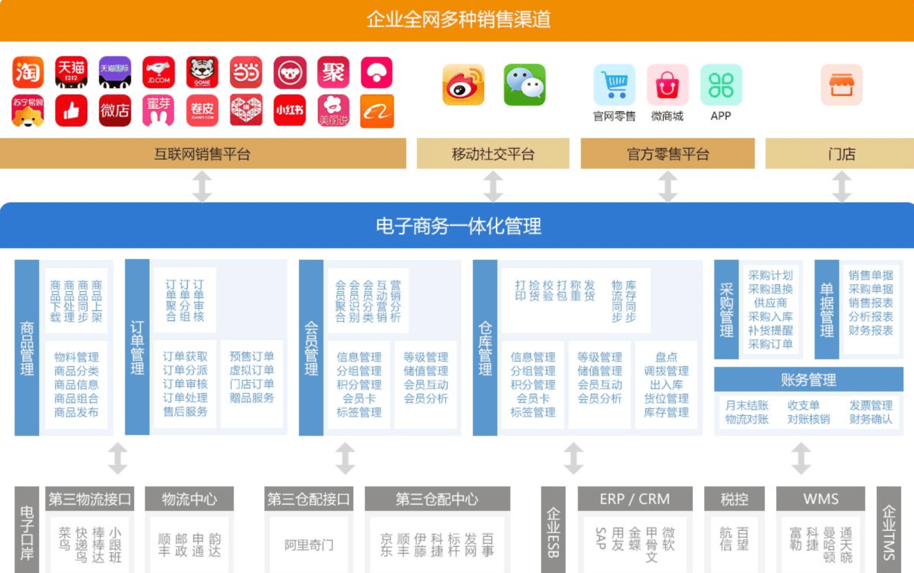 企业全网多种销售渠道
淘
天猫
1212
天猫国际
JD.COM
GOME
当当
聚
苏宁易购
微店
蜜芽
卷皮
小红书
美丽说
官网零售
微商城
APP
互联网销售平台
移动社交平台
官方零售平台
门店
电子商务一体化管理
商品管理
商品下载
商品处理
商品同步
商品上架
物料管理
商品分类
商品信息
商品组合
商品发布
订单管理
订单聚合
订单分组
订单审核
订单获取
订单分派
订单审核
订单处理
售后服务
预售订单
虚拟订单
门店订单
赠品服务
会员管理
会员聚合
会员识别
会员分类
互动营销
营销分析
信息管理
分组管理
积分管理
会员卡
标签管理
等级管理
储值管理
会员互动
会员分析
仓库管理
打印
捡货
校验
打包
称重
发货
物流同步
库存同步
信息管理
分组管理
积分管理
会员卡
标签管理
等级管理
储值管理
会员互动
会员分析
盘点
调拨管理
出入库
货位管理
库存管理
采购管理
采购计划
采购退换
供应商
采购入库
补货提醒
采购订单
单据管理
销售单据
采购单据
销售报表
分析报表
财务报表
账务管理
月末结账
收支单
发票管理
物流对账
对账核销
财务确认
电子口岸
第三物流接口
菜鸟
快递鸟
棒棒达
小跟班
物流中心
顺丰
邮政
申通
韵达
第三仓配接口
阿里奇门
第三仓配中心
京东
顺丰
伊藤
科捷
标杆
发网
百事
企业ESB
ERP / CRM
SAP
用友
金蝶
甲骨文
微软
税控
航信
百望
WMS
富勒
科捷
曼哈顿
通天晓
企业TMS